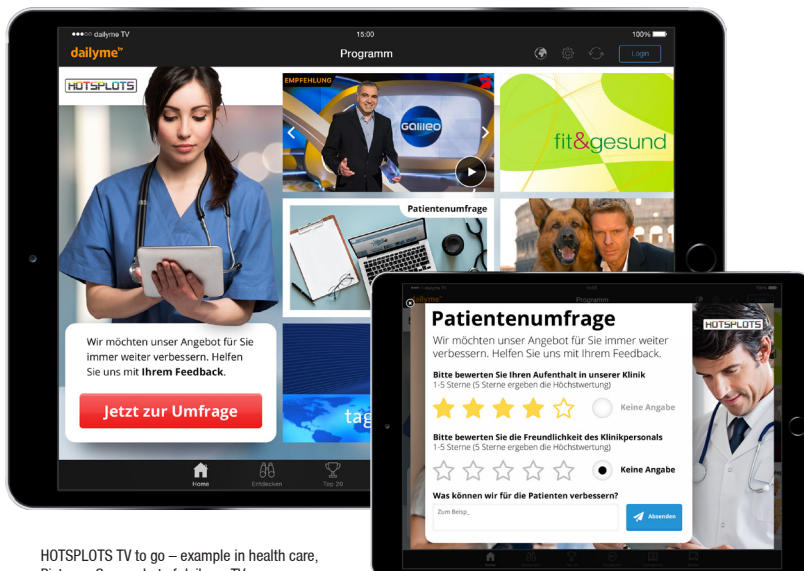 ●●●○○ dailyme TV 15:00 100%
dailyme tv Programm Login
HOTSPLOTS
EMPFEHLUNG
GALILEO
fit&gesund
Patientenumfrage
Wir möchten unser Angebot für Sie
immer weiter verbessern. Helfen
Sie uns mit Ihrem Feedback.
Jetzt zur Umfrage
tag
Home Entdecken Top 20
Programm
Patientenumfrage
HOTSPLOTS
Wir möchten unser Angebot für Sie immer weiter
verbessern. Helfen Sie uns mit Ihrem Feedback.
Bitte bewerten Sie Ihren Aufenthalt in unserer Klinik
1-5 Sterne (5 Sterne ergeben die Höchstwertung)
Keine Angabe
Bitte bewerten Sie die Freundlichkeit des Klinikpersonals
1-5 Sterne (5 Sterne ergeben die Höchstwertung)
Keine Angabe
Was können wir für die Patienten verbessern?
Zum Beisp_
Absenden
HOTSPLOTS TV to go – example in health care,